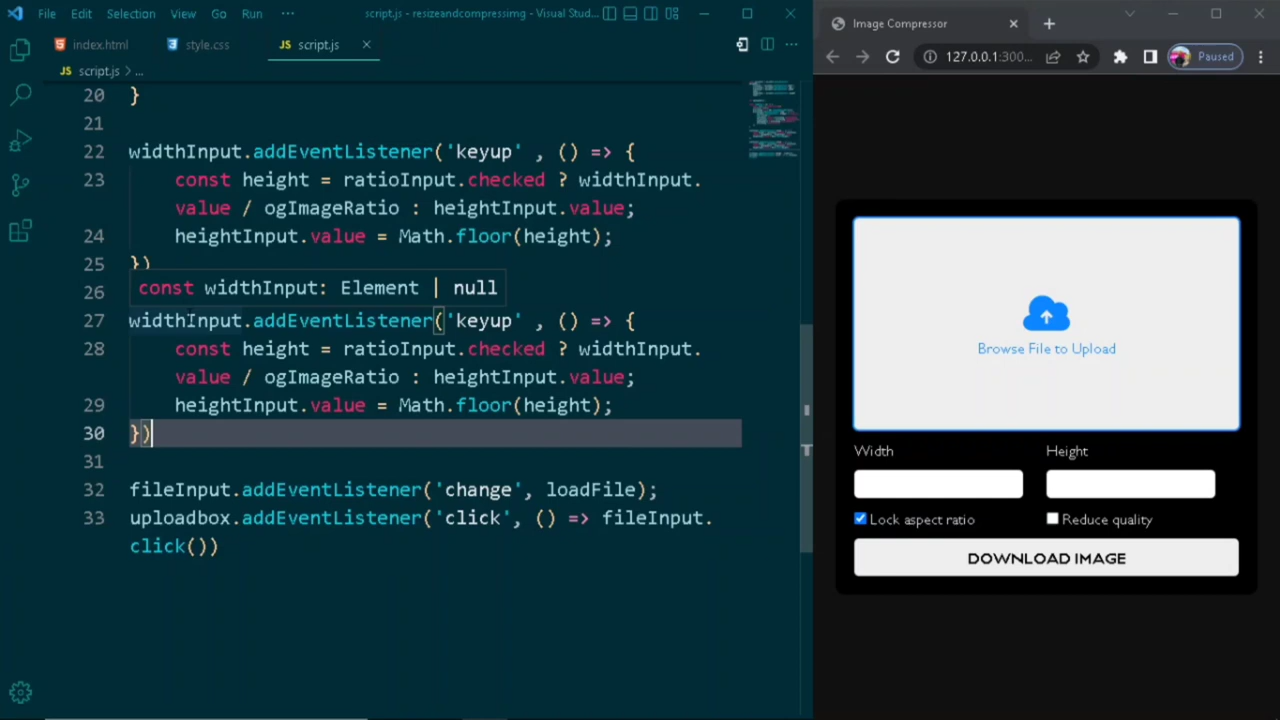 File Edit Selection View Go Run ··· script.js - resizeandcompressimg - Visual Stud...
index.html style.css JS script.js
JS script.js > ...
20 }
21
22 widthInput.addEventListener('keyup' , () => {
23 const height = ratioInput.checked ? widthInput.
value / ogImageRatio : heightInput.value;
24 heightInput.value = Math.floor(height);
25 })
26
const widthInput: Element | null
27 widthInput.addEventListener('keyup' , () => {
28 const height = ratioInput.checked ? widthInput.
value / ogImageRatio : heightInput.value;
29 heightInput.value = Math.floor(height);
30 })
31
32 fileInput.addEventListener('change', loadFile);
33 uploadbox.addEventListener('click', () => fileInput.
click())
Image Compressor
127.0.0.1:300...
Paused
Browse File to Upload
Width Height
Lock aspect ratio Reduce quality
DOWNLOAD IMAGE